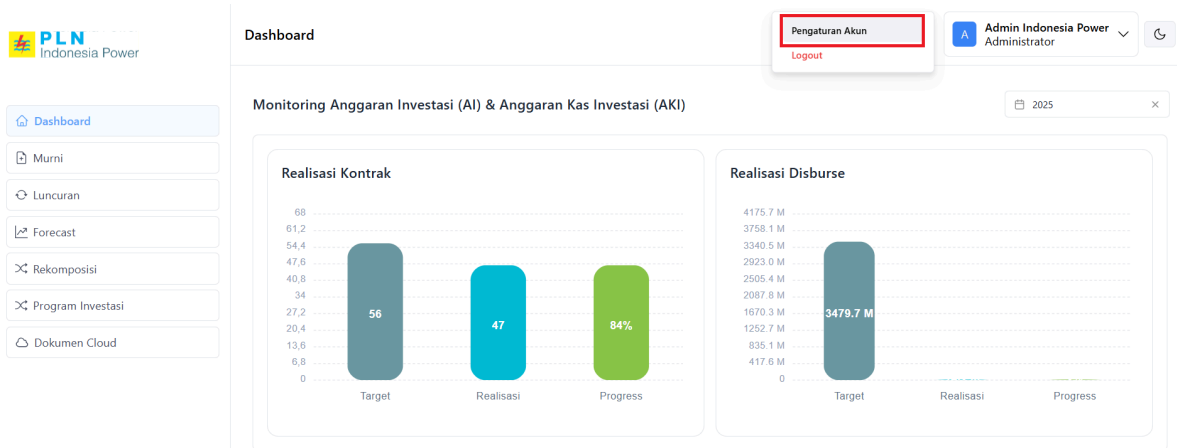 PLN
Indonesia Power
Dashboard
Pengaturan Akun
Logout
A
Admin Indonesia Power
Administrator
Dashboard
Murni
Luncuran
Forecast
Rekomposisi
Program Investasi
Dokumen Cloud
Monitoring Anggaran Investasi (AI) & Anggaran Kas Investasi (AKI)
2025
Realisasi Kontrak
68
61,2
54,4
47,6
40,8
34
27,2
20,4
13,6
6,8
0
56
47
84%
Target Realisasi Progress
Realisasi Disburse
4175.7 M
3758.1 M
3340.5 M
2923.0 M
2505.4 M
2087.8 M
1670.3 M
1252.7 M
835.1 M
417.6 M
0
3479.7 M
Target Realisasi Progress